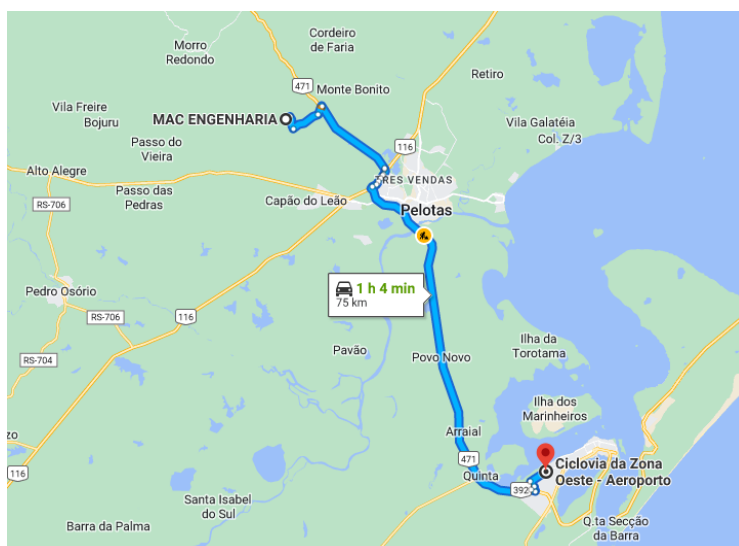 Cordeiro
de Faria
Morro
Redondo
471
Monte Bonito
Retiro
Vila Freire
Bojuru
MAC ENGENHARIA
Vila Galatéia
Col. Z/3
Passo do
Vieira
116
Alto Alegre
TRES VENDAS
Passo das
Pedras
Capão do Leão
RS-706
Pelotas
1 h 4 min
75 km
Pedro Osório
RS-706
116
Ilha da
Torotama
RS-704
Pavão
Povo Novo
Ilha dos
Marinheiros
zo
Arraial
471
116
Quinta
Ciclovia da Zona
Oeste - Aeroporto
392
Santa Isabel
do Sul
Barra da Palma
Q.ta Secção
da Barra